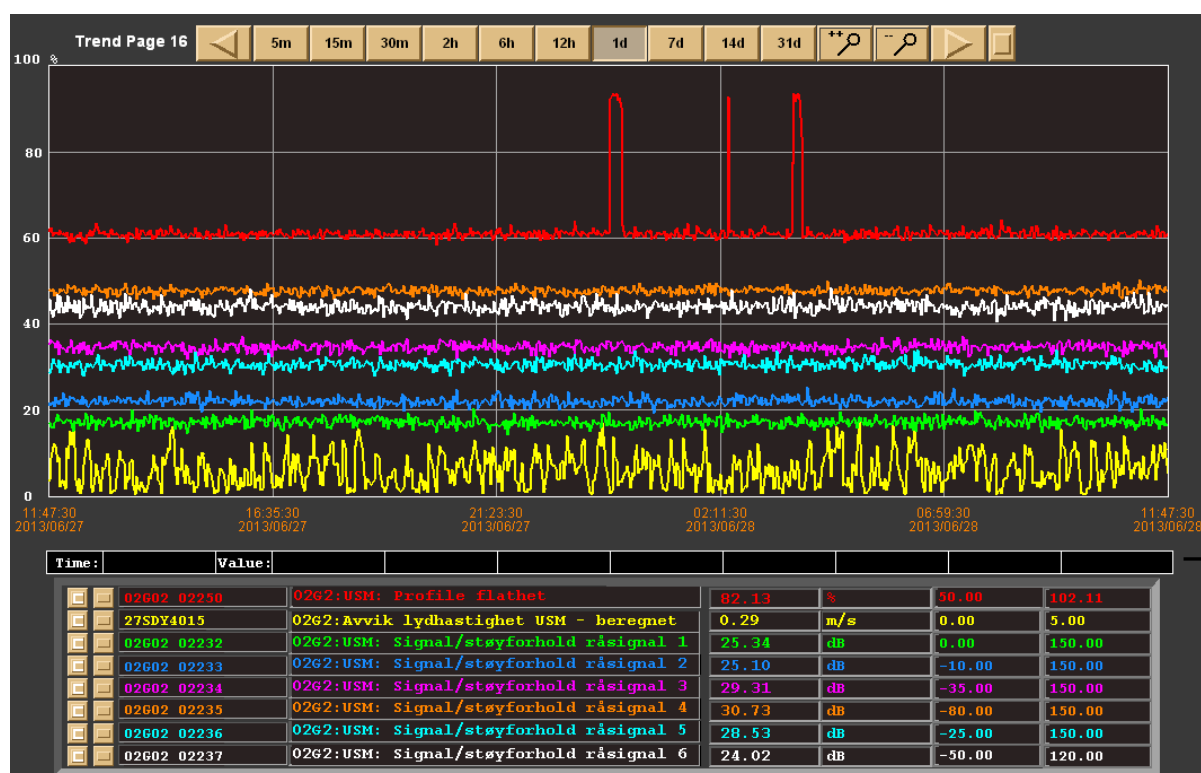 Trend Page 16 5m 15m 30m 2h 6h 12h 1d 7d 14d 31d ++ --
100 %
80
60
40
20
0
11:47:30 16:35:30 21:23:30 02:11:30 06:59:30 11:47:30
2013/06/27 2013/06/27 2013/06/27 2013/06/28 2013/06/28 2013/06/28
Time: Value:
02G02 02250 02G2:USM: Profile flathet 82.13 % 50.00 102.11
27SDY4015 02G2:Avvik lydhastighet USM - beregnet 0.29 m/s 0.00 5.00
02G02 02232 02G2:USM: Signal/støyforhold råsignal 1 25.34 dB 0.00 150.00
02G02 02233 02G2:USM: Signal/støyforhold råsignal 2 25.10 dB -10.00 150.00
02G02 02234 02G2:USM: Signal/støyforhold råsignal 3 29.31 dB -35.00 150.00
02G02 02235 02G2:USM: Signal/støyforhold råsignal 4 30.73 dB -80.00 150.00
02G02 02236 02G2:USM: Signal/støyforhold råsignal 5 28.53 dB -25.00 150.00
02G02 02237 02G2:USM: Signal/støyforhold råsignal 6 24.02 dB -50.00 120.00